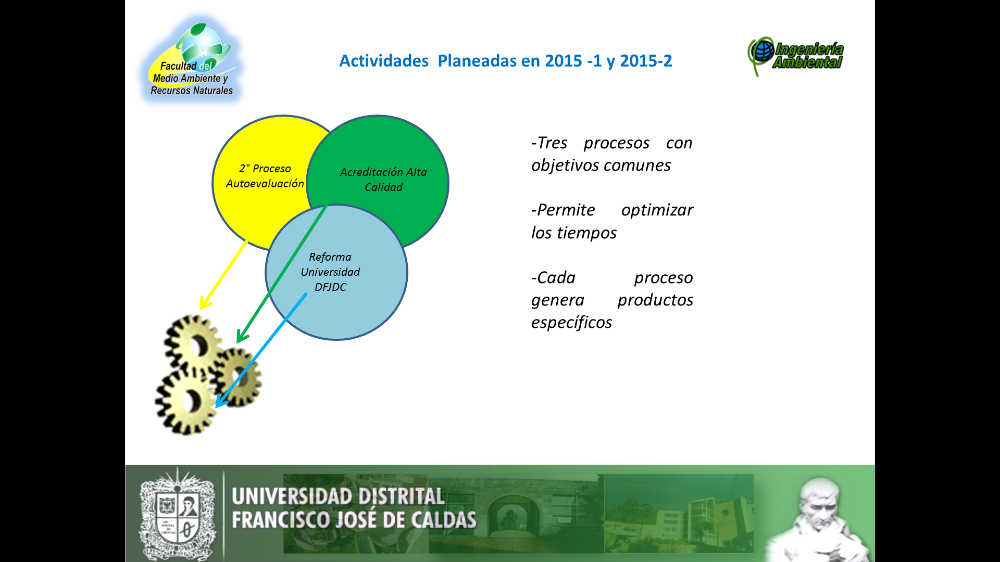 Facultad del
Medio Ambiente y
Recursos Naturales
Actividades  Planeadas en 2015 -1 y 2015-2
Ingeniería
Ambiental
2° Proceso
Autoevaluación
Acreditación Alta
Calidad
Reforma
Universidad
DFJDC
-Tres procesos con
objetivos comunes
-Permite optimizar
los tiempos
-Cada proceso
genera productos
específicos
UNIVERSIDAD DISTRITAL
FRANCISCO JOSÉ DE CALDAS